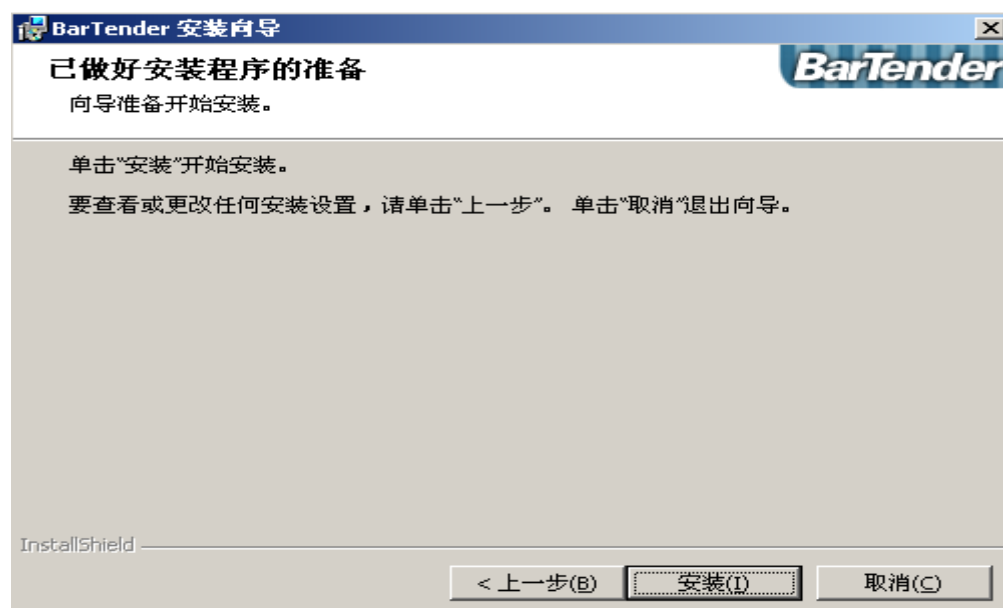 BarTender 安装向导
已做好安装程序的准备
BarTender
向导准备开始安装。
单击"安装"开始安装。
要查看或更改任何安装设置，请单击"上一步"。 单击"取消"退出向导。
InstallShield
< 上一步(B)
安装(I)
取消(C)